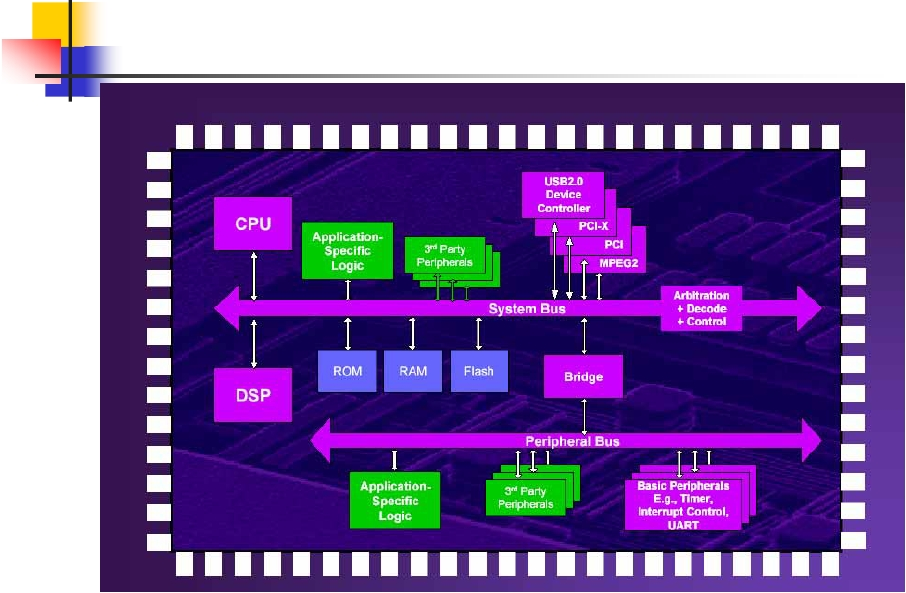 USB2.0
Device
Controller
PCI-X
PCI
MPEG2
CPU
Application-
Specific
Logic
3rd Party
Peripherals
System Bus
Arbitration
+ Decode
+ Control
DSP
ROM
RAM
Flash
Bridge
Peripheral Bus
Application-
Specific
Logic
3rd Party
Peripherals
Basic Peripherals
E.g., Timer,
Interrupt Control,
UART